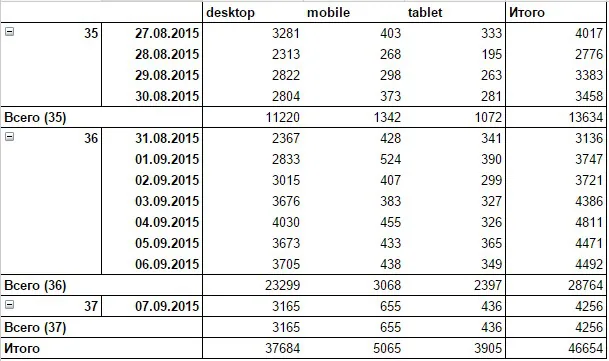 desktop mobile tablet Итого
35 27.08.2015 3281 403 333 4017
28.08.2015 2313 268 195 2776
29.08.2015 2822 298 263 3383
30.08.2015 2804 373 281 3458
Всего (35) 11220 1342 1072 13634
36 31.08.2015 2367 428 341 3136
01.09.2015 2833 524 390 3747
02.09.2015 3015 407 299 3721
03.09.2015 3676 383 327 4386
04.09.2015 4030 455 326 4811
05.09.2015 3673 433 365 4471
06.09.2015 3705 438 349 4492
Всего (36) 23299 3068 2397 28764
37 07.09.2015 3165 655 436 4256
Всего (37) 3165 655 436 4256
Итого 37684 5065 3905 46654